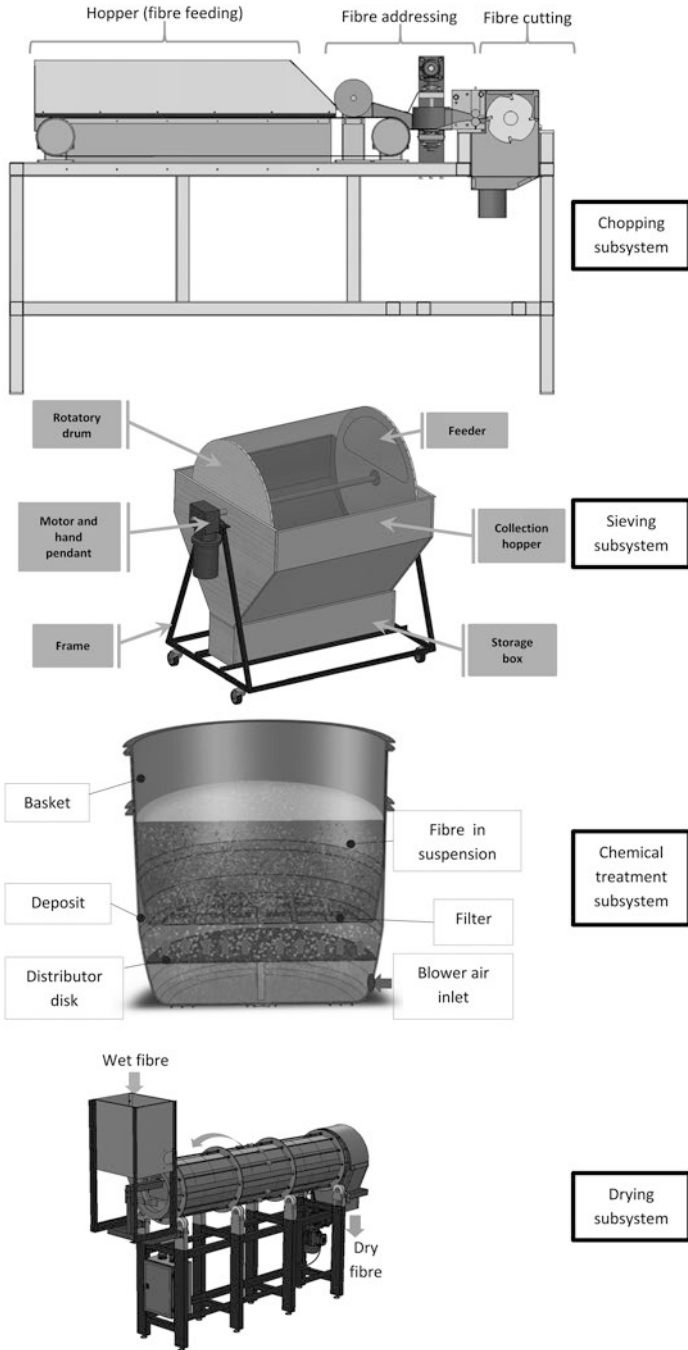 Hopper (fibre feeding)
Fibre addressing
Fibre cutting
Chopping
subsystem
Rotatory
drum
Feeder
Motor and
hand
pendant
Collection
hopper
Sieving
subsystem
Frame
Storage
box
Basket
Fibre in
suspension
Chemical
treatment
subsystem
Deposit
Filter
Distributor
disk
Blower air
inlet
Wet fibre
Drying
subsystem
Dry
fibre